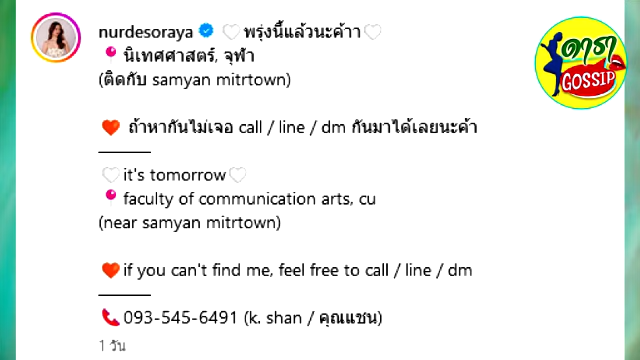 nurdesoraya 🤍พรุ่งนี้แล้วนะค้าา🤍
📍นิเทศศาสตร์, จุฬา
(ติดกับ samyan mitrtown)
❤️ ถ้าหากันไม่เจอ call / line / dm กันมาได้เลยนะค้า
———
🤍it's tomorrow🤍
📍faculty of communication arts, cu
(near samyan mitrtown)
❤️if you can't find me, feel free to call / line / dm
———
📞093-545-6491 (k. shan / คุณแชน)
1 วัน
ดารา
GOSSIP